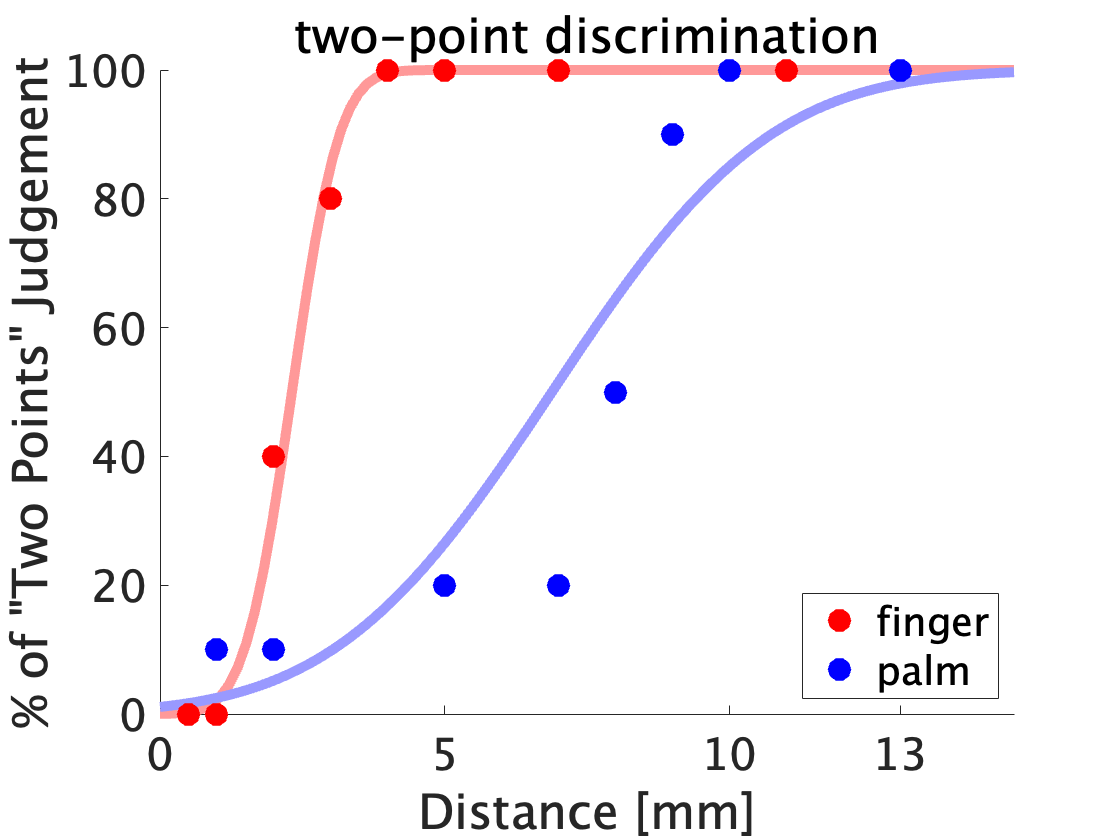 two-point discrimination
% of "Two Points" Judgement
100
80
60
40
20
0
0 5 10 13
Distance [mm]
finger
palm